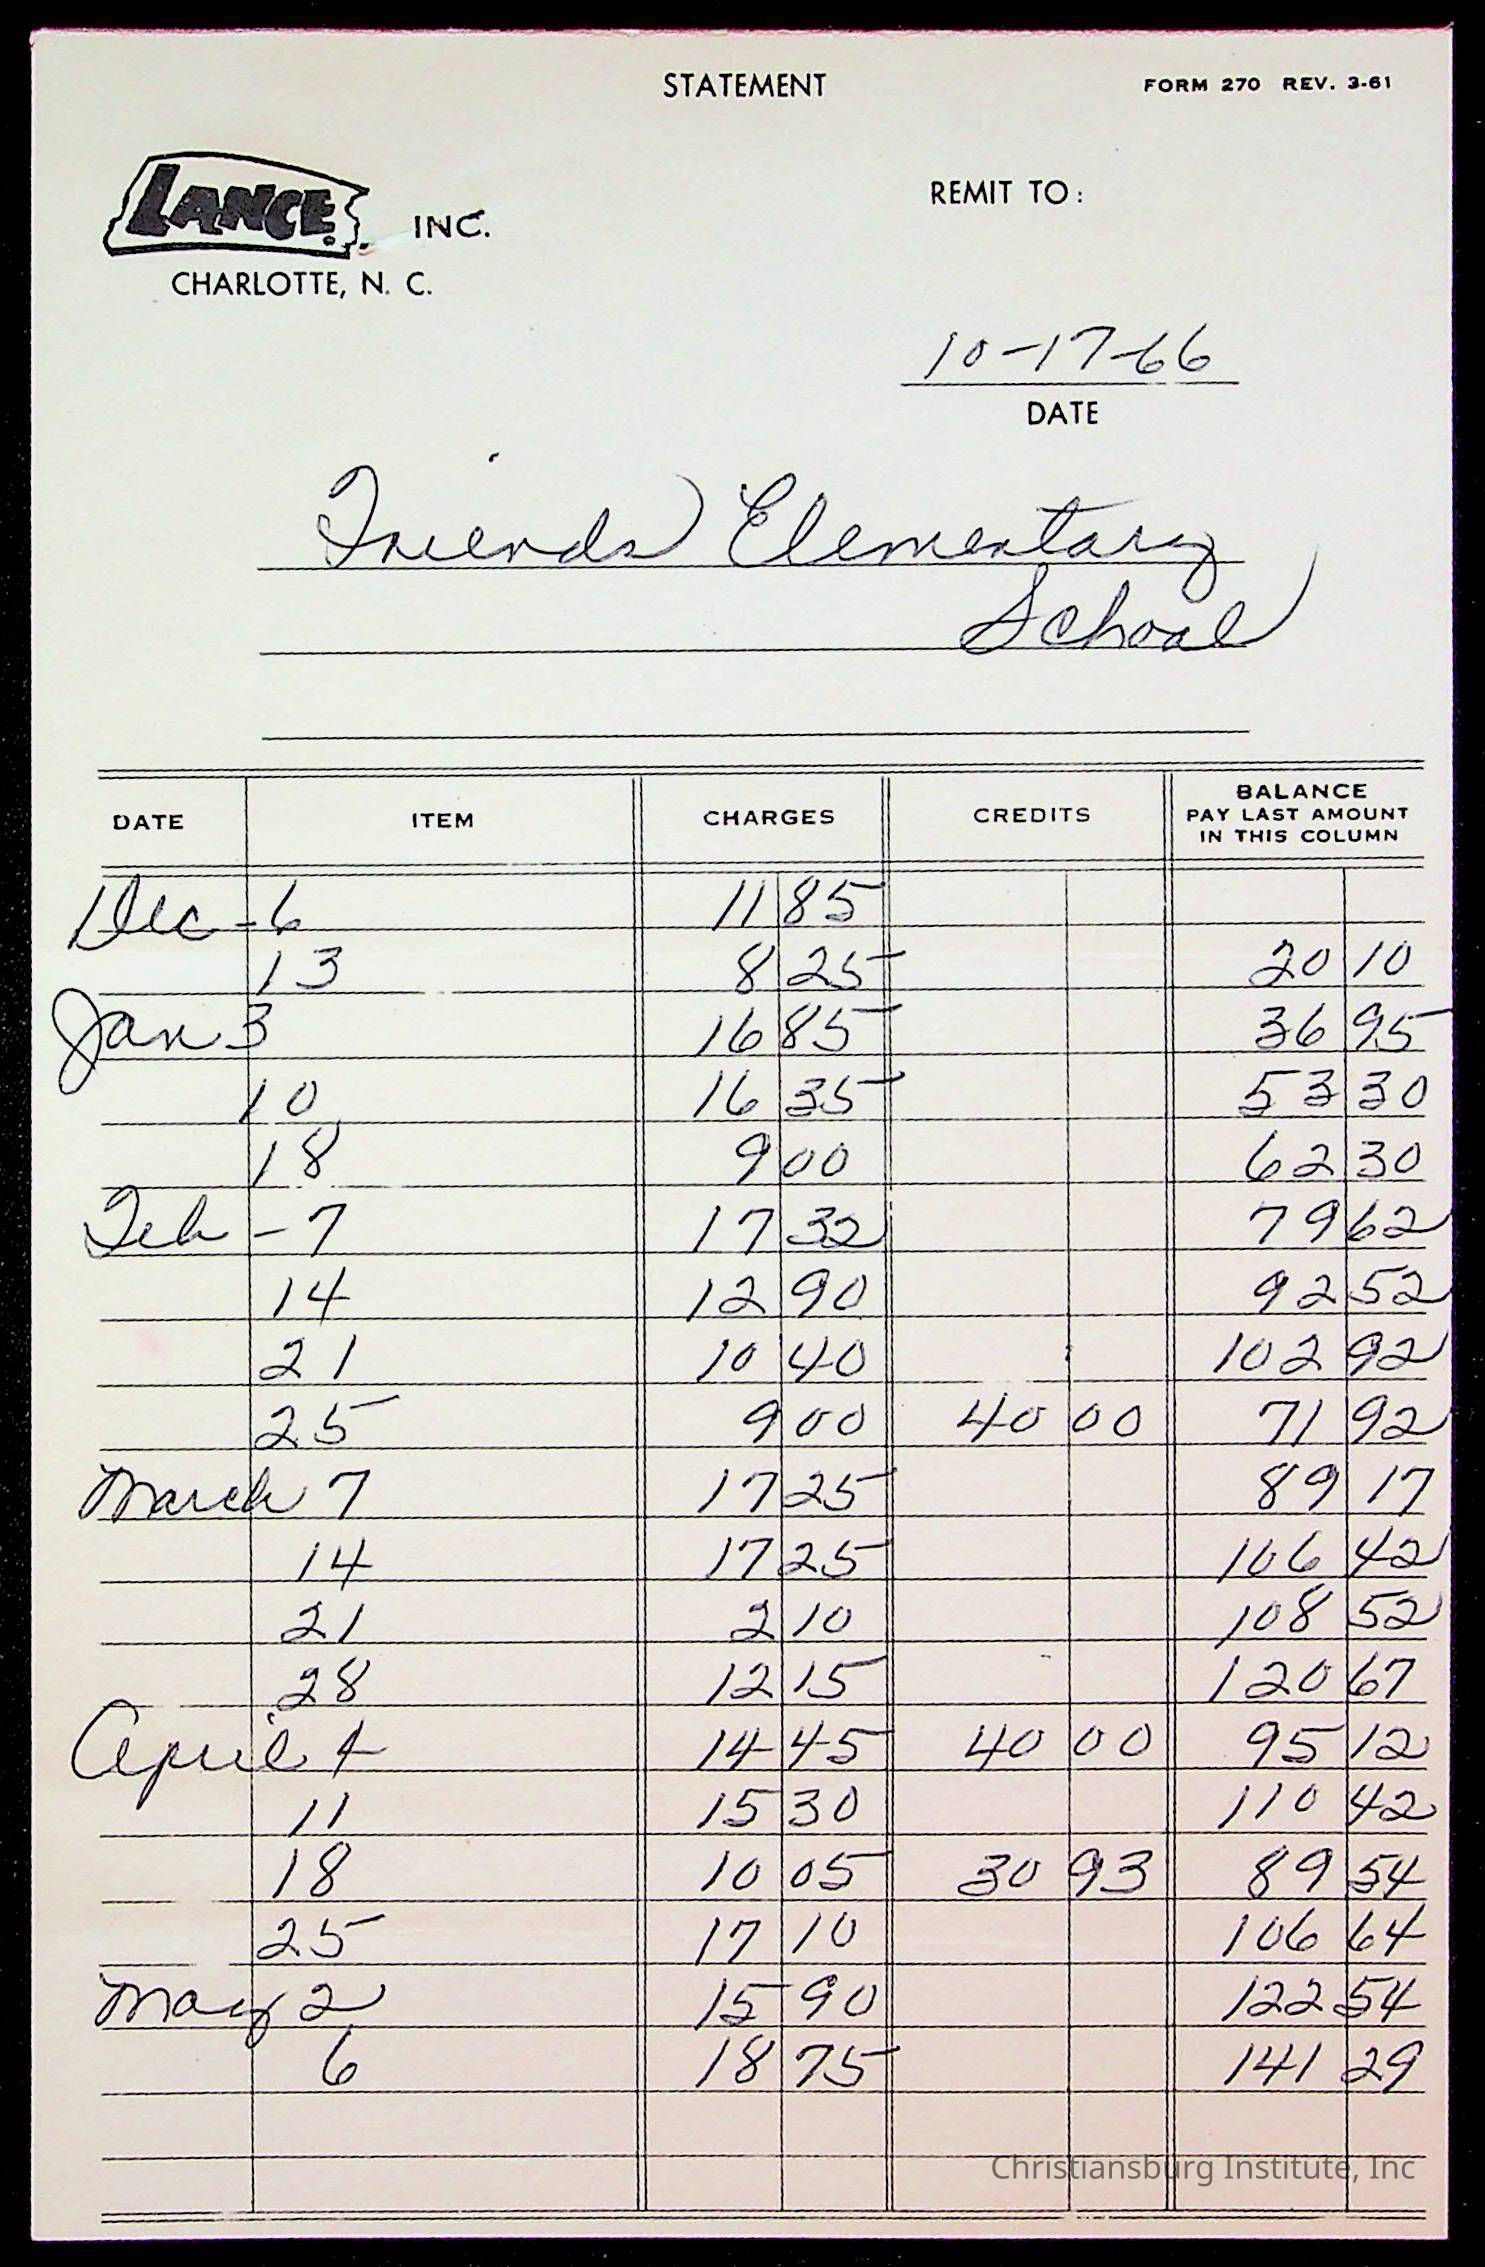 STATEMENT
FORM 270 REV. 3-61
LANCE. INC.
REMIT TO:
CHARLOTTE, N. C.
10-17-66
DATE
Friends Elementary
School
DATE ITEM CHARGES CREDITS BALANCE
PAY LAST AMOUNT
IN THIS COLUMN
Dec - 6 11 85
13 8 25 20 10
Jan 3 16 85 36 95
10 16 35 53 30
18 9 00 62 30
Feb - 7 17 32 79 62
14 12 90 92 52
21 10 40 102 92
25 9 00 40 00 71 92
March 7 17 25 89 17
14 17 25 106 42
21 2 10 108 52
28 12 15 120 67
April 4 14 45 40 00 95 12
11 15 30 110 42
18 10 05 30 93 89 54
25 17 10 106 64
May 2 15 90 122 54
6 18 75 141 29
Christiansburg Institute, Inc